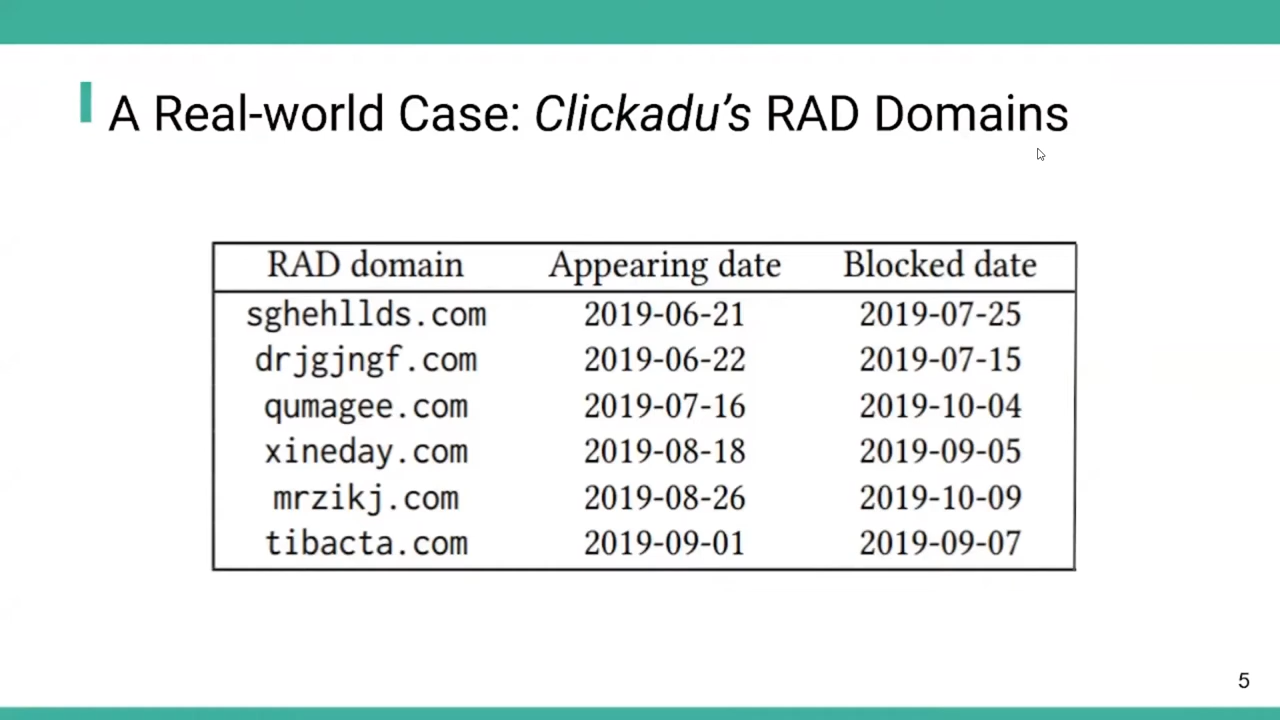 A Real-world Case: Clickadu's RAD Domains
RAD domain Appearing date Blocked date
sghehllds.com 2019-06-21 2019-07-25
drjgjngf.com 2019-06-22 2019-07-15
qumagee.com 2019-07-16 2019-10-04
xineday.com 2019-08-18 2019-09-05
mrzikj.com 2019-08-26 2019-10-09
tibacta.com 2019-09-01 2019-09-07
5